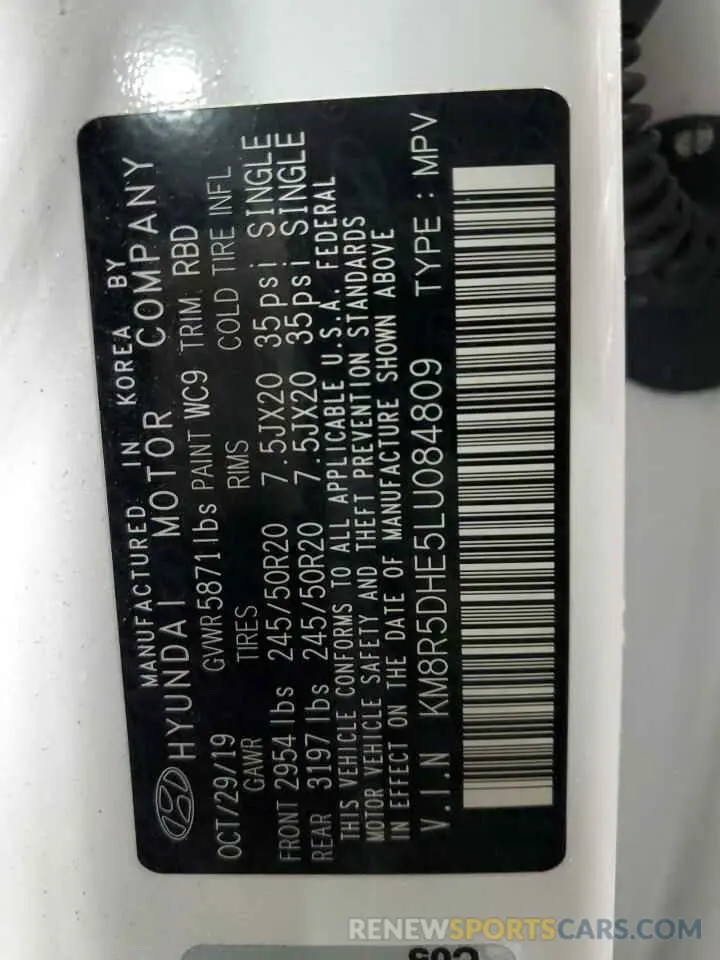 MANUFACTURED IN KOREA BY
HYUNDAI MOTOR COMPANY
OCT/29/19 GVWR5871lbs PAINT WC9 TRIM RBD
GAWR TIRES RIMS COLD TIRE INFL
FRONT 2954 lbs 245/50R20 7.5JX20 35psi SINGLE
REAR 3197 lbs 245/50R20 7.5JX20 35psi SINGLE
THIS VEHICLE CONFORMS TO ALL APPLICABLE U.S.A. FEDERAL
MOTOR VEHICLE SAFETY AND THEFT PREVENTION STANDARDS
IN EFFECT ON THE DATE OF MANUFACTURE SHOWN ABOVE
V.I.N KM8R5DHE5LU084809 TYPE : MPV
RENEWSPORTSCARS.COM